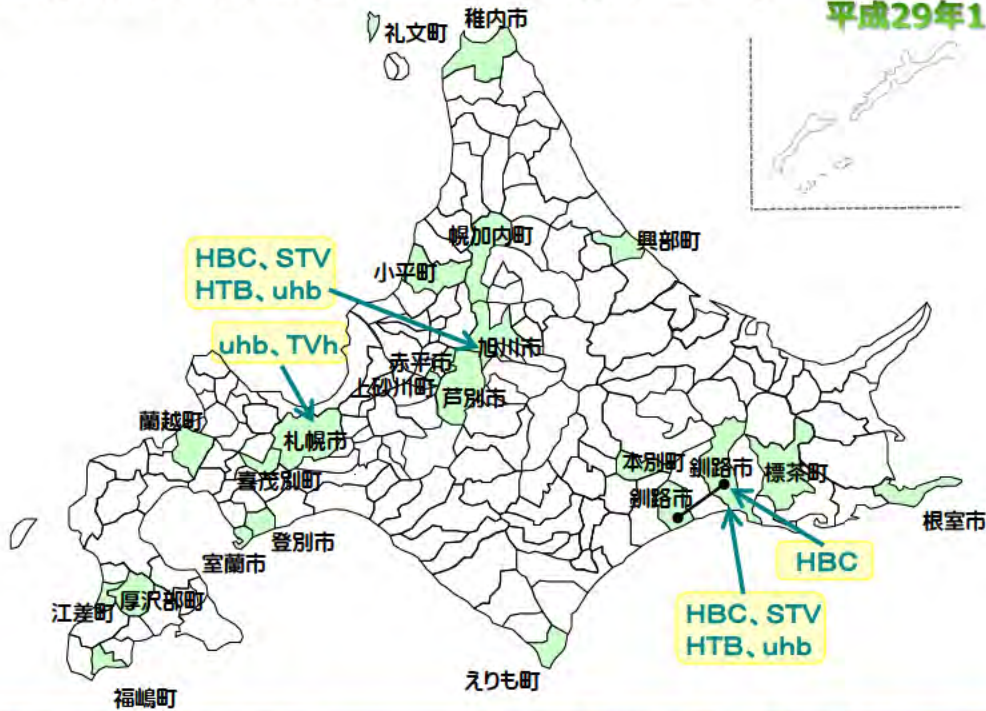 平成29年1
稚内市
礼文町
幌加内町
興部町
HBC、STV
HTB、uhb
小平町
uhb、TVh
旭川市
赤平市
上砂川町
芦別市
蘭越町
札幌市
本別町
釧路市
標茶町
喜茂別町
釧路市
根室市
登別市
室蘭市
HBC
江差町
厚沢部町
HBC、STV
HTB、uhb
えりも町
福嶋町